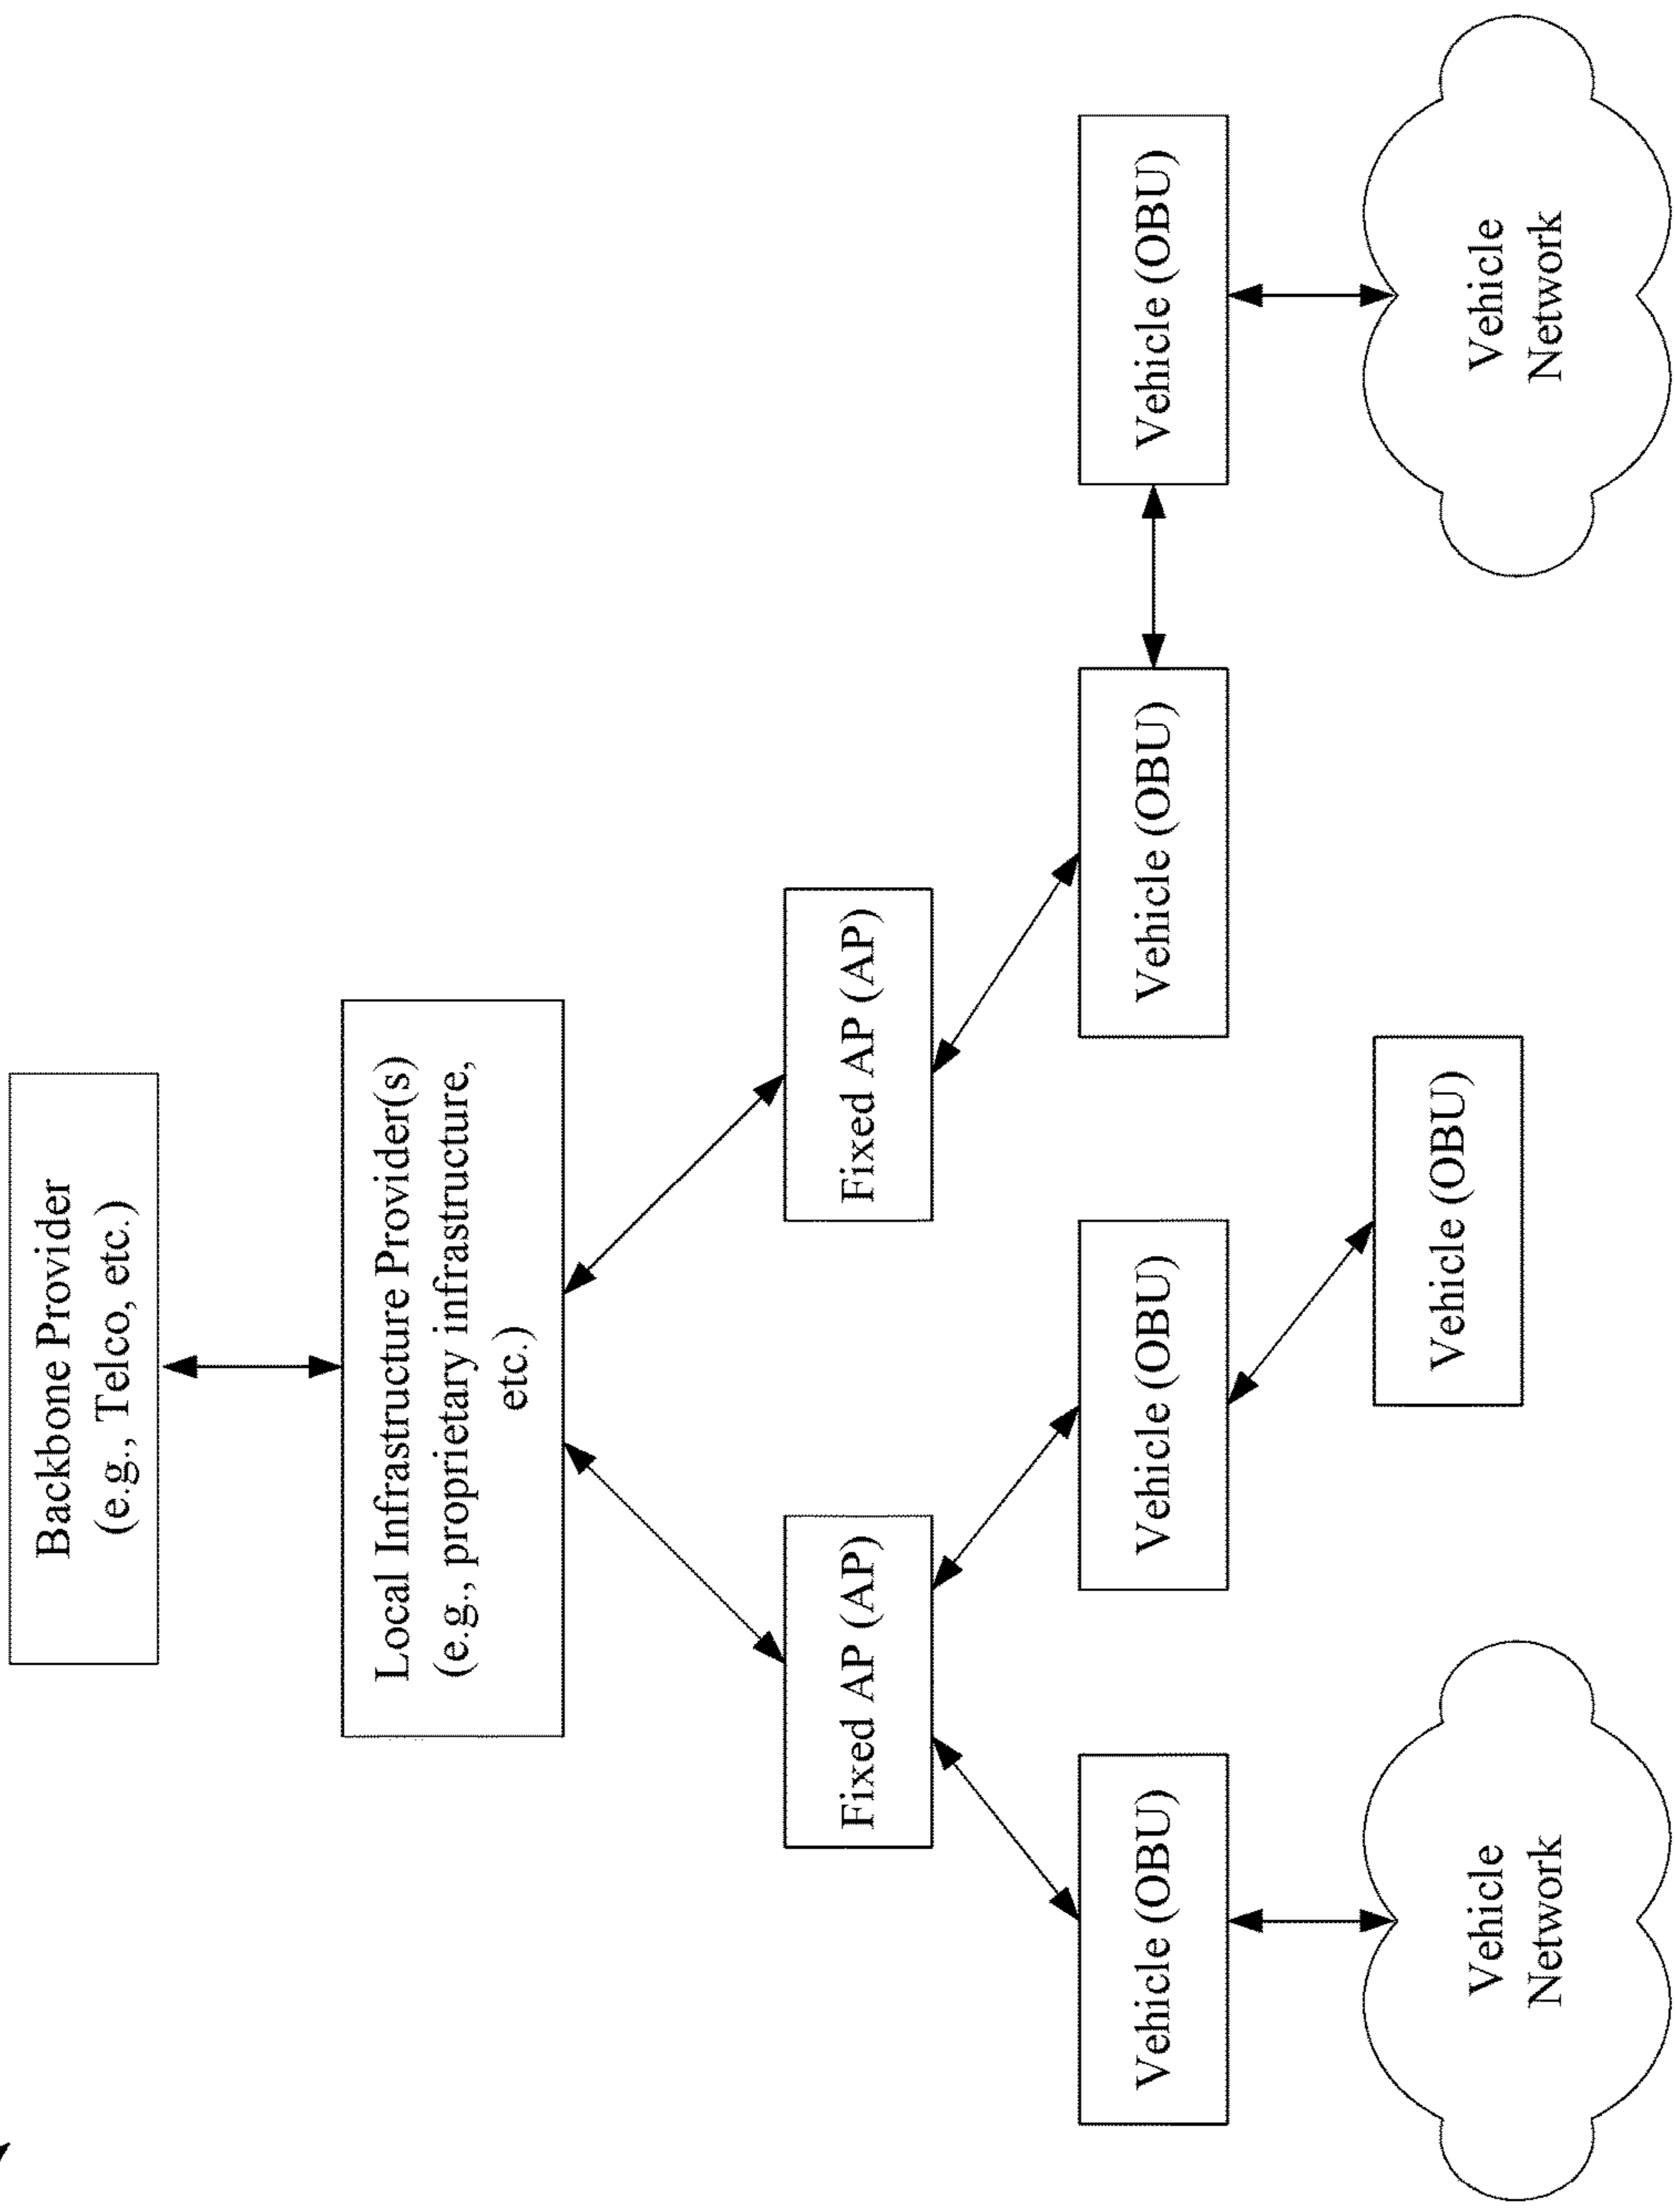 Backbone Provider
(e.g., Telco, etc.)
Local Infrastructure Provider(s)
(e.g., proprietary infrastructure,
etc.)
Fixed AP (AP)
Fixed AP (AP)
Vehicle (OBU)
Vehicle (OBU)
Vehicle (OBU)
Vehicle (OBU)
Vehicle (OBU)
Vehicle
Network
Vehicle
Network